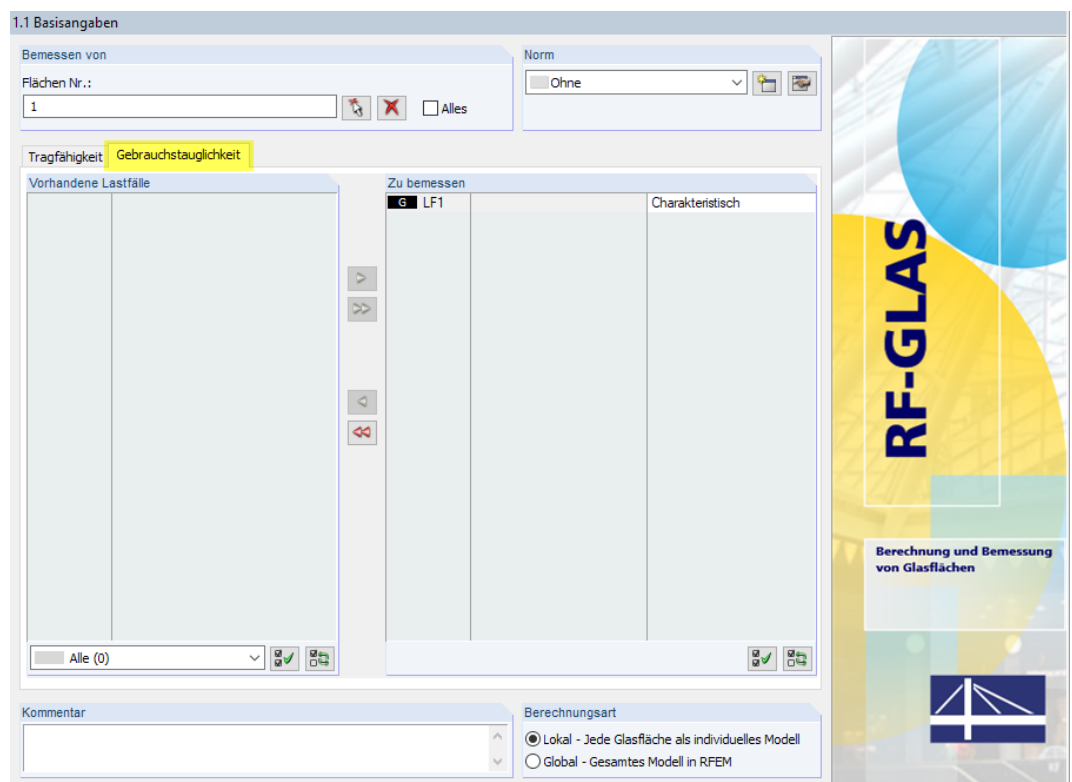 1.1 Basisangaben
Bemessen von
Flächen Nr.:
1
Alles
Norm
Ohne
Tragfähigkeit
Gebrauchstauglichkeit
Vorhandene Lastfälle
Zu bemessen
G LF1 Charakteristisch
Alle (0)
Kommentar
Berechnungsart
Lokal - Jede Glasfläche als individuelles Modell
Global - Gesamtes Modell in RFEM
RF-GLAS
Berechnung und Bemessung
von Glasflächen